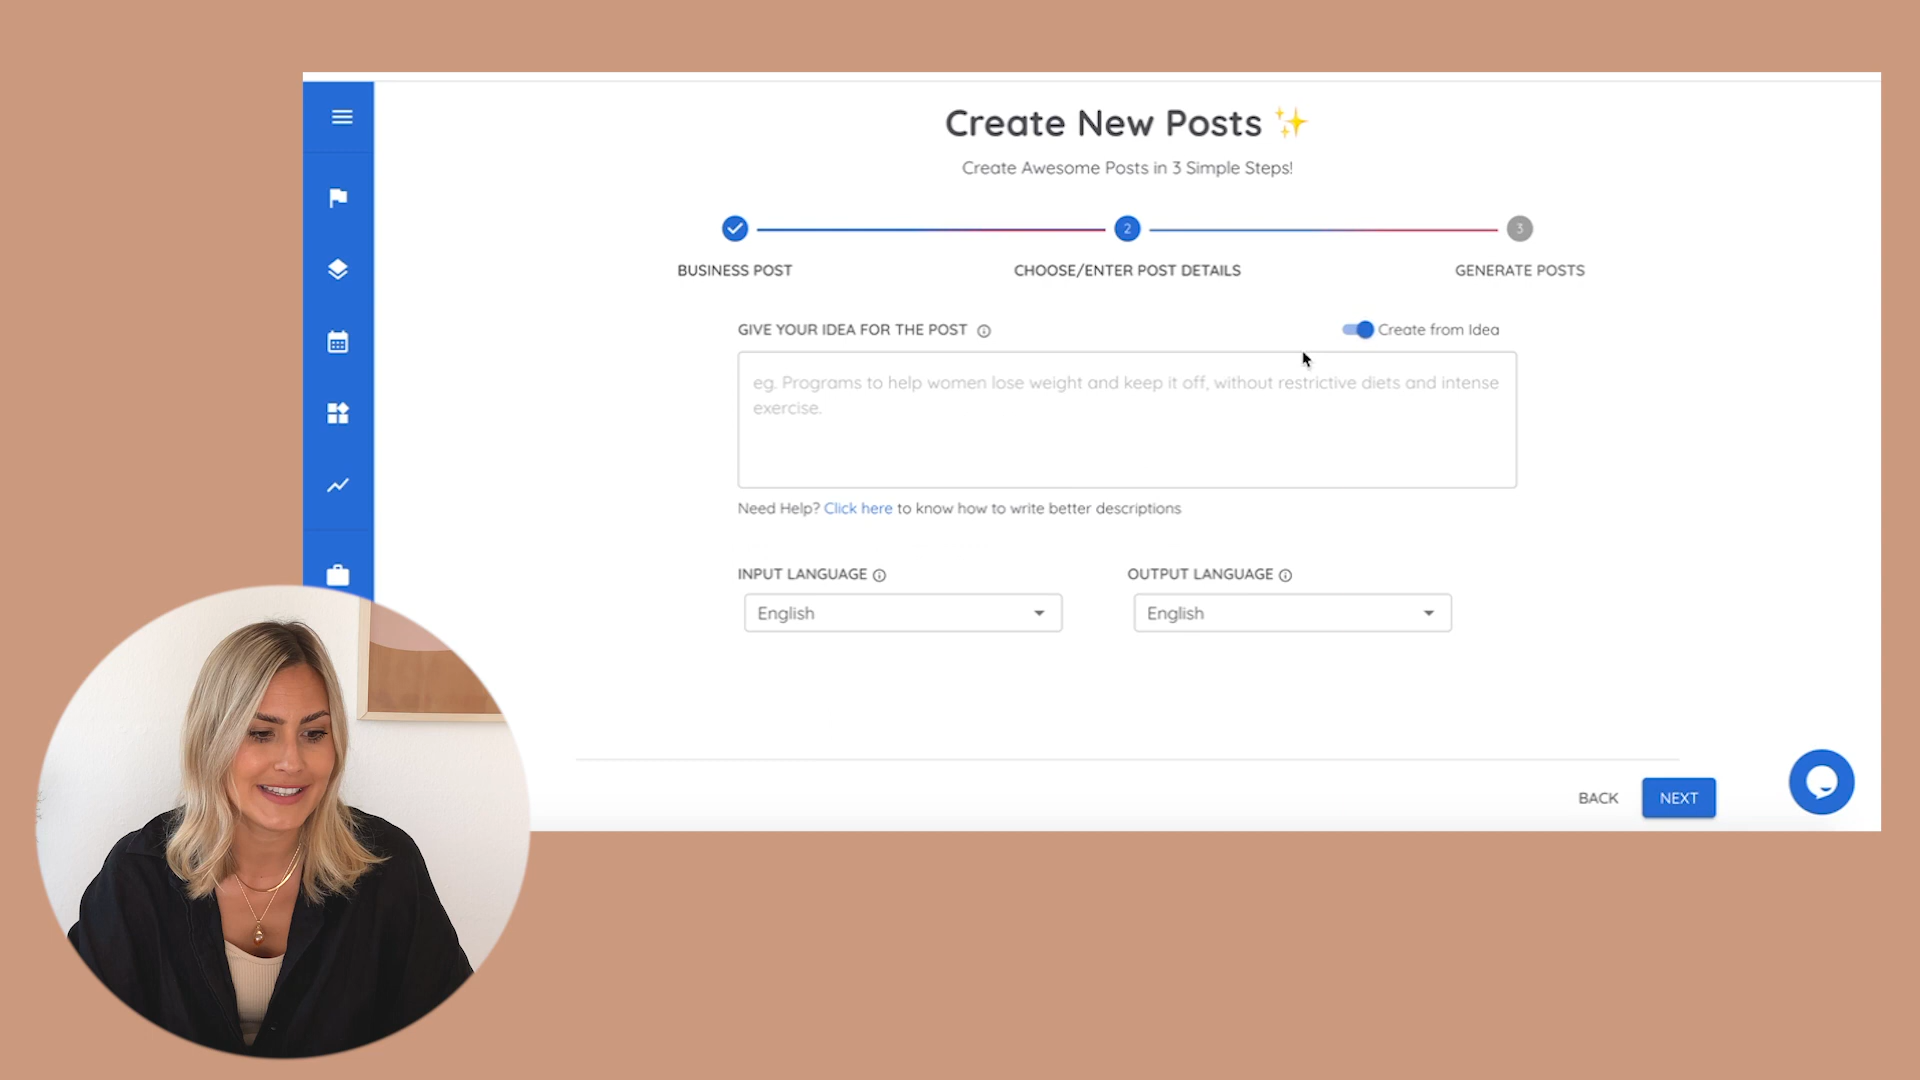 Create New Posts ✨
Create Awesome Posts in 3 Simple Steps!
2
3
BUSINESS POST
CHOOSE/ENTER POST DETAILS
GENERATE POSTS
GIVE YOUR IDEA FOR THE POST
Create from Idea
eg. Programs to help women lose weight and keep it off, without restrictive diets and intense
exercise.
Need Help? Click here to know how to write better descriptions
INPUT LANGUAGE
OUTPUT LANGUAGE
English
English
BACK
NEXT